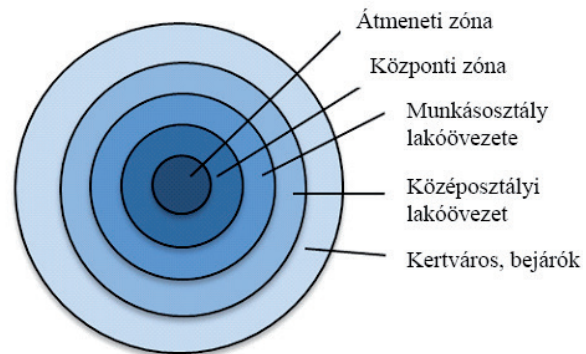 Átmeneti zóna
Központi zóna
Munkásosztály
lakóövezete
Középosztályi
lakóövezet
Kertváros, bejárók